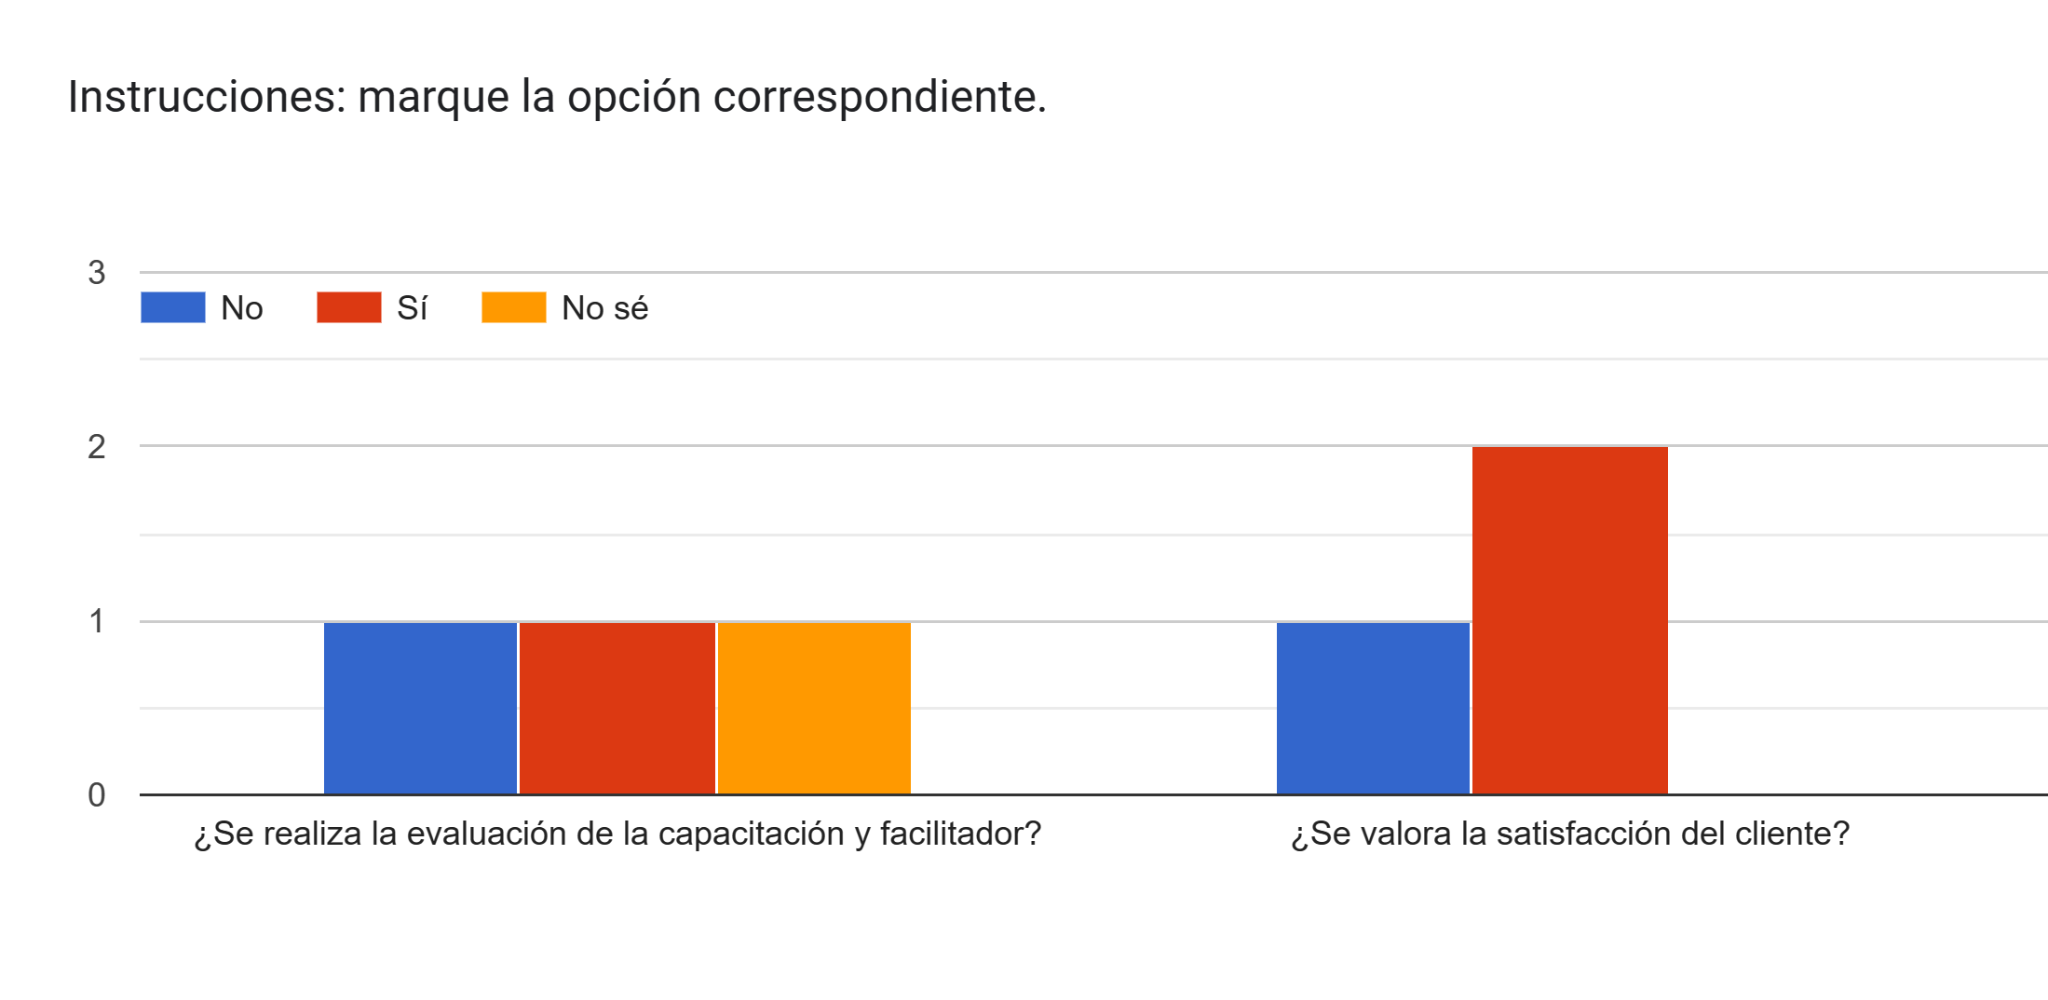 Instrucciones: marque la opción correspondiente.
3
No Sí No sé
2
1
0
¿Se realiza la evaluación de la capacitación y facilitador? ¿Se valora la satisfacción del cliente?